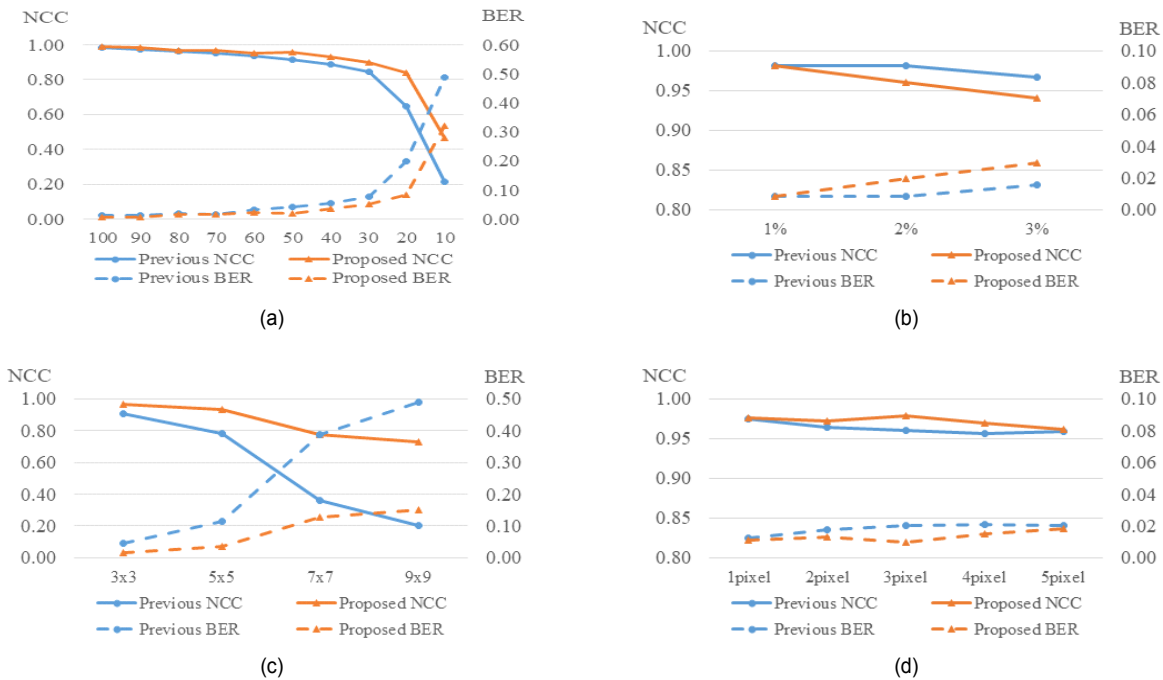 NCC
BER
1.00
0.80
0.60
0.40
0.20
0.00
0.60
0.50
0.40
0.30
0.20
0.10
0.00
100 90 80 70 60 50 40 30 20 10
Previous NCC Proposed NCC
Previous BER Proposed BER
(a)
NCC
BER
1.00
0.95
0.90
0.85
0.80
0.10
0.08
0.06
0.04
0.02
0.00
1% 2% 3%
Previous NCC Proposed NCC
Previous BER Proposed BER
(b)
NCC
BER
1.00
0.80
0.60
0.40
0.20
0.00
0.50
0.40
0.30
0.20
0.10
0.00
3x3 5x5 7x7 9x9
Previous NCC Proposed NCC
Previous BER Proposed BER
(c)
NCC
BER
1.00
0.95
0.90
0.85
0.80
0.10
0.08
0.06
0.04
0.02
0.00
1pixel 2pixel 3pixel 4pixel 5pixel
Previous NCC Proposed NCC
Previous BER Proposed BER
(d)